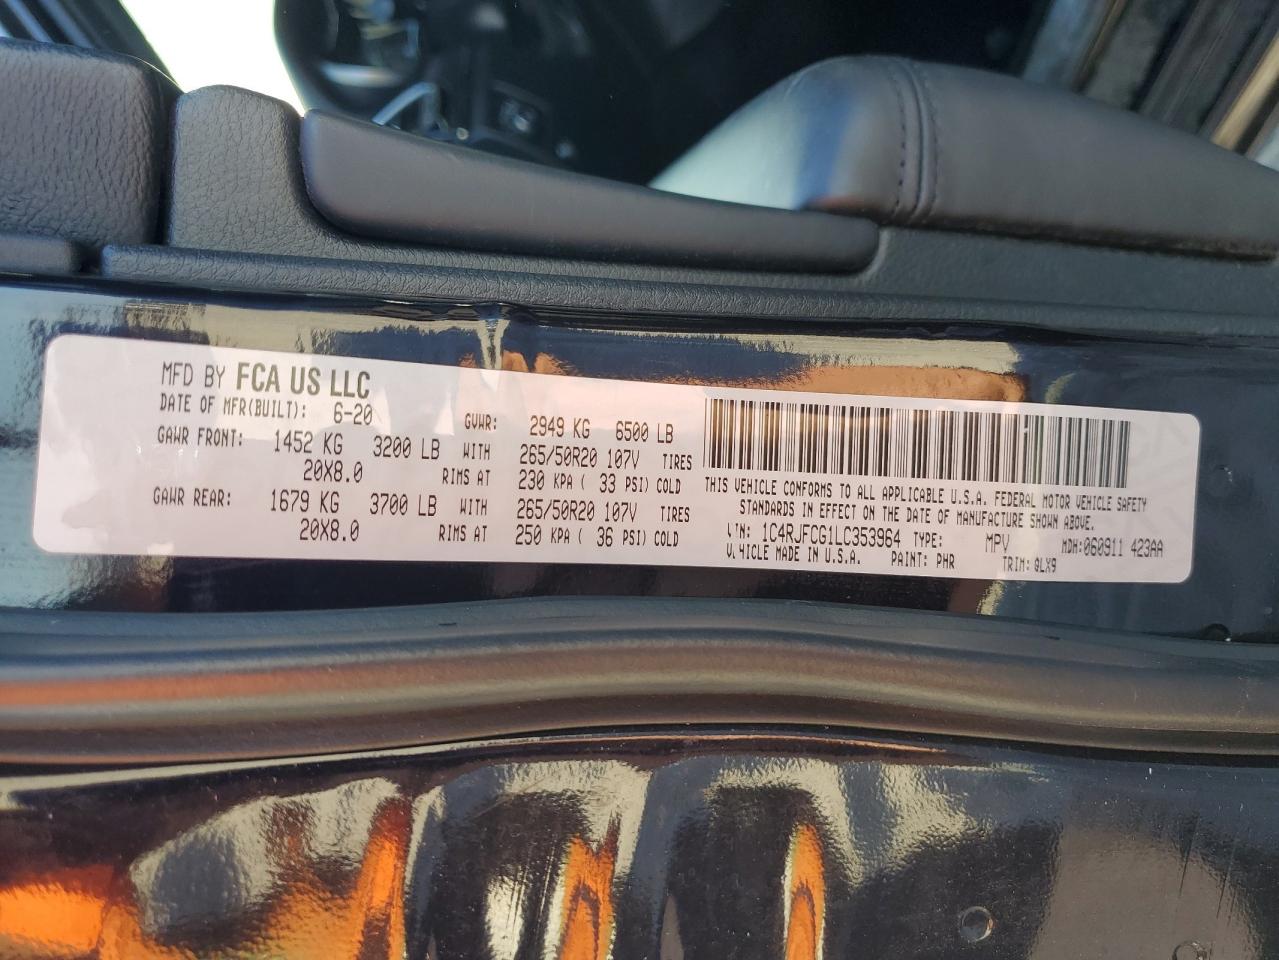 MFD BY FCA US LLC
DATE OF MFR(BUILT): 6-20 GVWR: 2949 KG 6500 LB
GAWR FRONT: 1452 KG 3200 LB WITH 265/50R20 107V TIRES
20X8.0 RIMS AT 230 KPA ( 33 PSI) COLD
GAWR REAR: 1679 KG 3700 LB WITH 265/50R20 107V TIRES
20X8.0 RIMS AT 250 KPA ( 36 PSI) COLD
THIS VEHICLE CONFORMS TO ALL APPLICABLE U.S.A. FEDERAL MOTOR VEHICLE SAFETY
STANDARDS IN EFFECT ON THE DATE OF MANUFACTURE SHOWN ABOVE.
VIN: 1C4RJFCG1LC353964 TYPE: MPV MDH:060911 423AA
VEHICLE MADE IN U.S.A. PAINT: PHR TRIM: QLX9